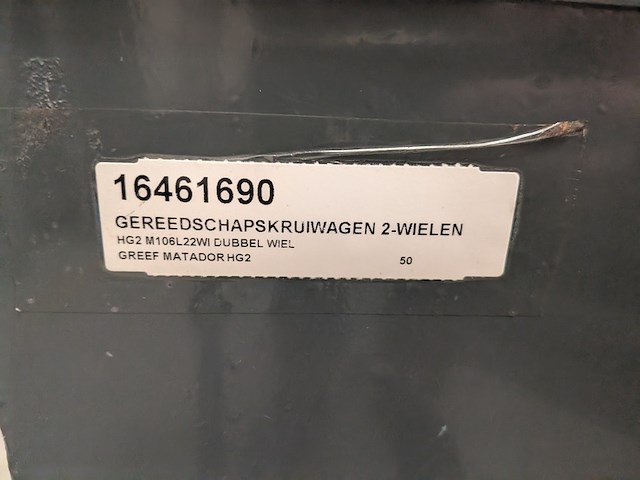 16461690
GEREEDSCHAPSKRUIWAGEN 2-WIELEN
HG2 M106L22WI DUBBEL WIEL
GREEF MATADOR HG2 50